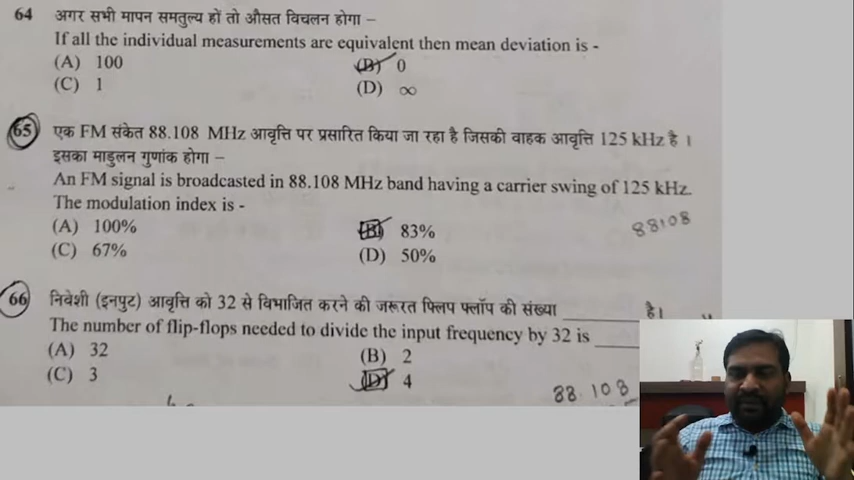 64 अगर सभी मापन समतुल्य हों तो औसत विचलन होगा –
If all the individual measurements are equivalent then mean deviation is -
(A) 100 (B) 0
(C) 1 (D) ∞
65 एक FM संकेत 88.108 MHz आवृत्ति पर प्रसारित किया जा रहा है जिसकी वाहक आवृत्ति 125 kHz है ।
इसका माडुलन गुणांक होगा –
An FM signal is broadcasted in 88.108 MHz band having a carrier swing of 125 kHz.
The modulation index is -
(A) 100% (B) 83%
88108
(C) 67% (D) 50%
66 निवेशी (इनपुट) आवृत्ति को 32 से विभाजित करने की जरूरत फ्लिप फ्लॉप की संख्या ________ है।
The number of flip-flops needed to divide the input frequency by 32 is _____
(A) 32 (B) 2
(C) 3 (D) 4
88.108